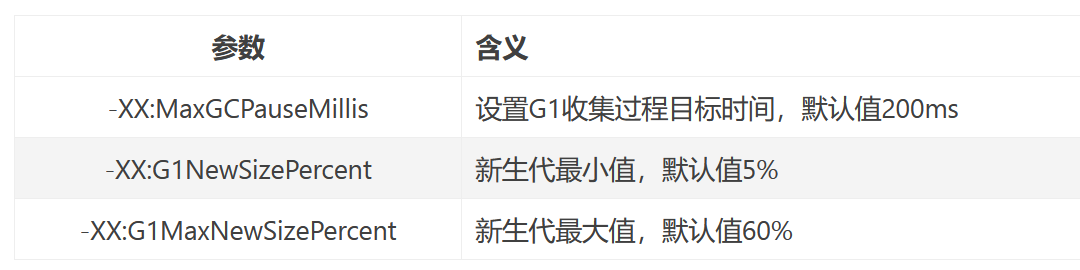 参数 含义
-XX:MaxGCPauseMillis 设置G1收集过程目标时间，默认值200ms
-XX:G1NewSizePercent 新生代最小值，默认值5%
-XX:G1MaxNewSizePercent 新生代最大值，默认值60%